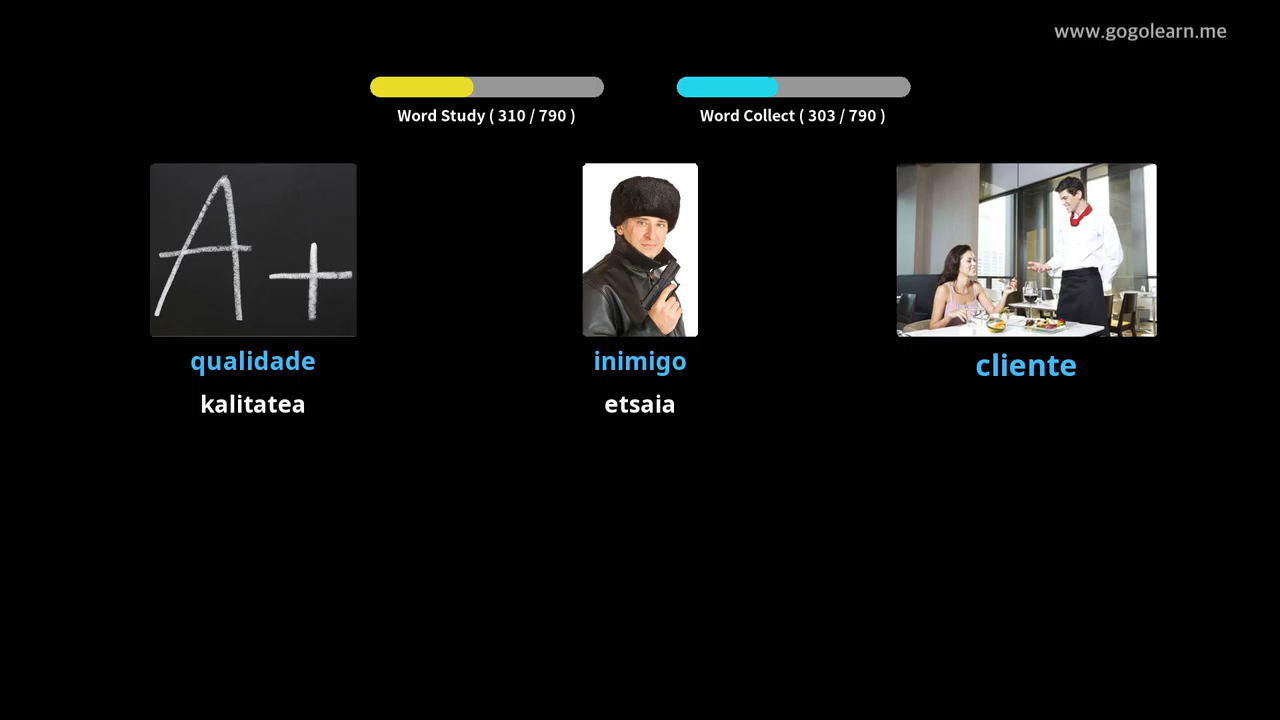 www.gogolearn.me
Word Study ( 310 / 790 )
Word Collect ( 303 / 790 )
A+
qualidade
inimigo
cliente
kalitatea
etsaia